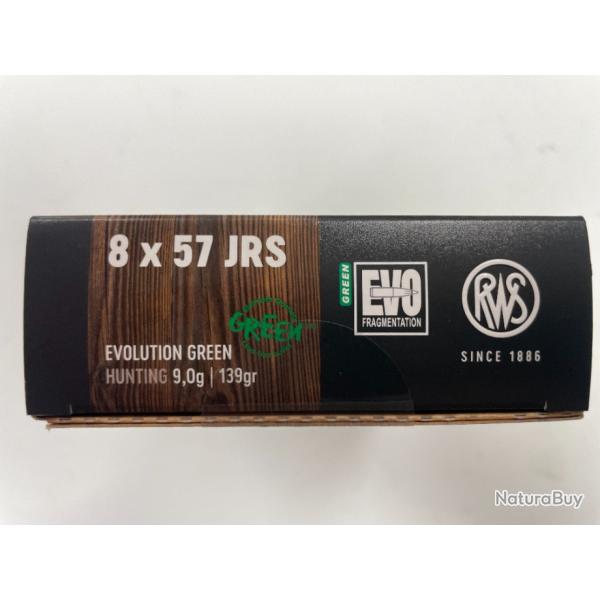 8 x 57 JRS
GREEN
EVOLUTION GREEN
HUNTING 9,0g | 139gr
GREEN
EVO
FRAGMENTATION
RWS
SINCE 1886
NaturaBuy